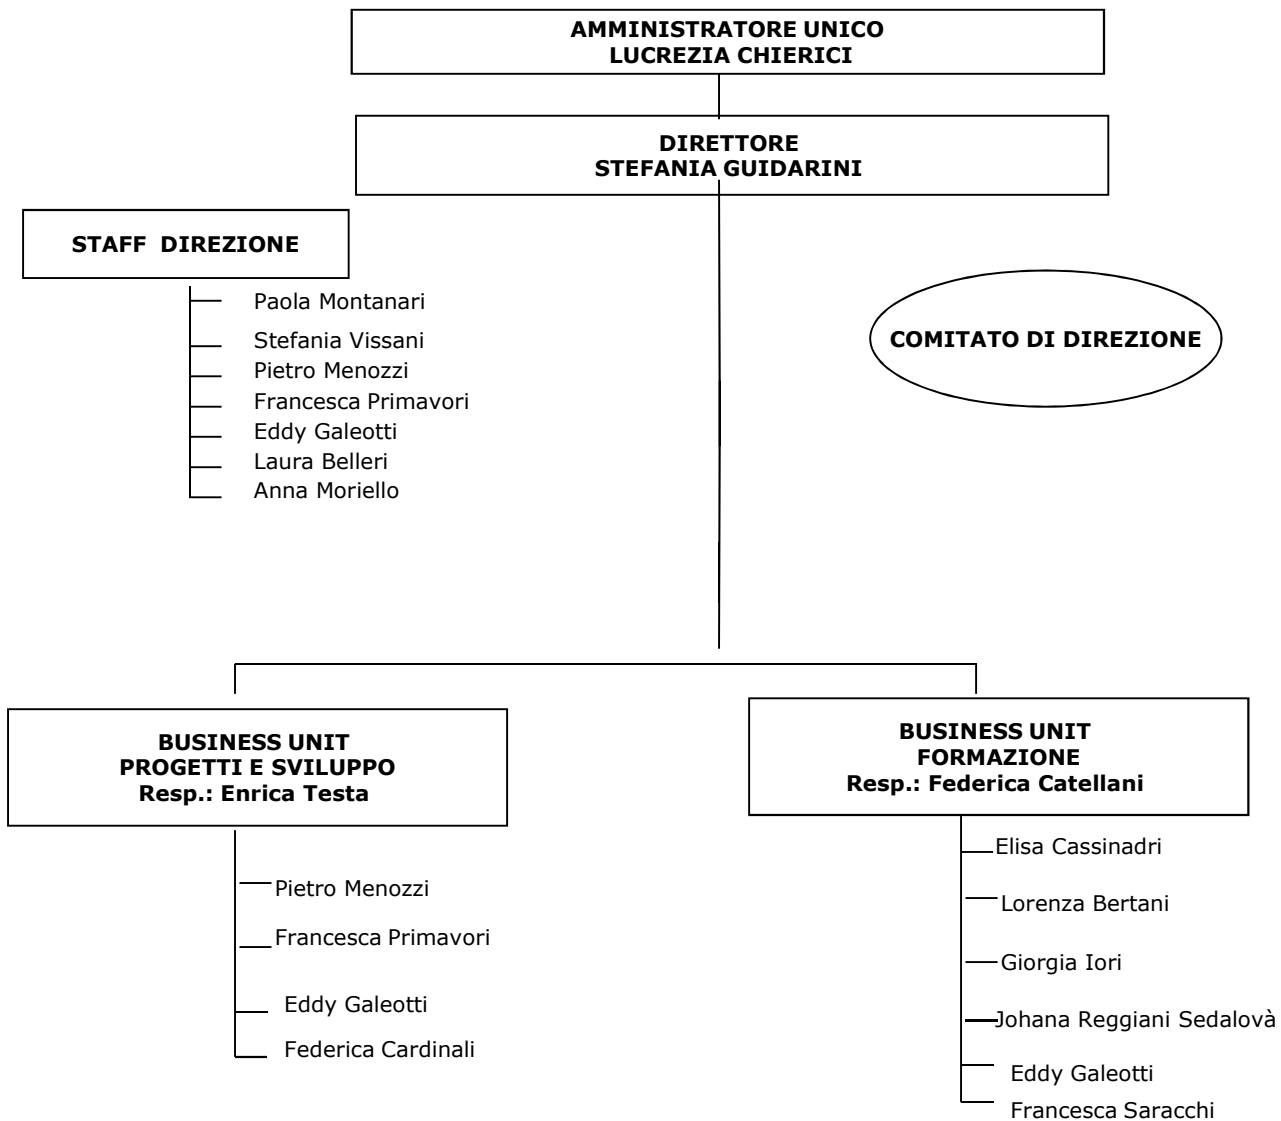 AMMINISTRATORE UNICO
LUCREZIA CHIERICI
DIRETTORE
STEFANIA GUIDARINI
STAFF DIREZIONE
Paola Montanari
Stefania Vissani
Pietro Menozzi
Francesca Primavori
Eddy Galeotti
Laura Belleri
Anna Moriello
COMITATO DI DIREZIONE
BUSINESS UNIT
PROGETTI E SVILUPPO
Resp.: Enrica Testa
Pietro Menozzi
Francesca Primavori
Eddy Galeotti
Federica Cardinali
BUSINESS UNIT
FORMAZIONE
Resp.: Federica Catellani
Elisa Cassinadri
Lorenza Bertani
Giorgia Iori
Johana Reggiani Sedalovà
Eddy Galeotti
Francesca Saracchi